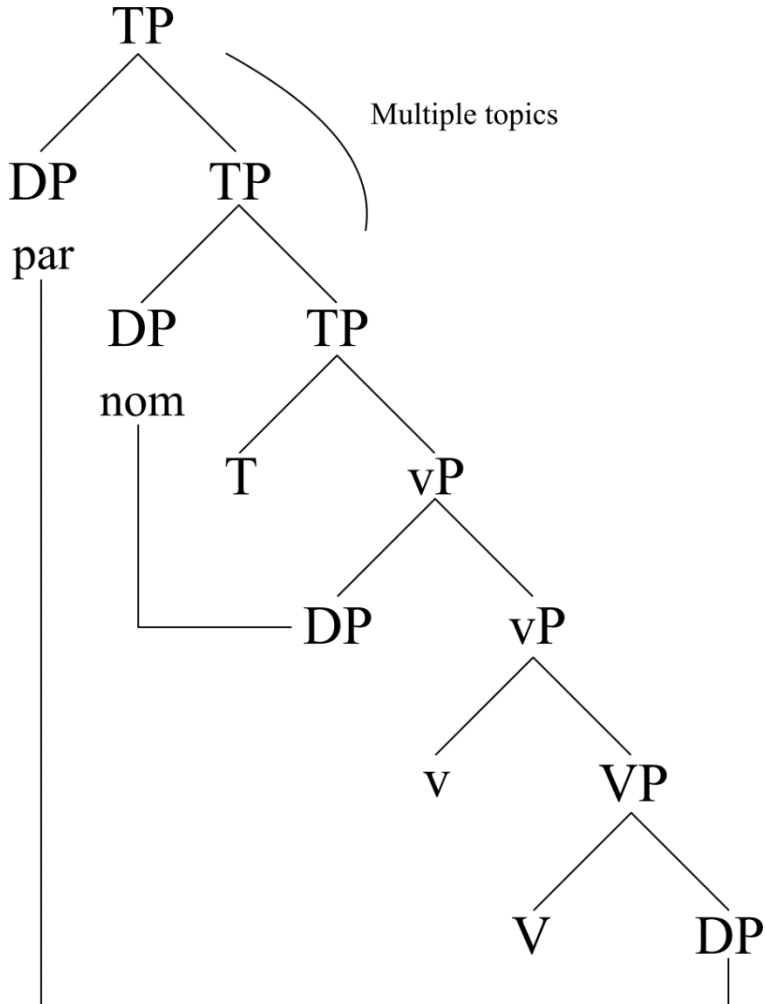 TP
Multiple topics
DP TP
par
DP TP
nom
T vP
DP vP
v VP
V DP